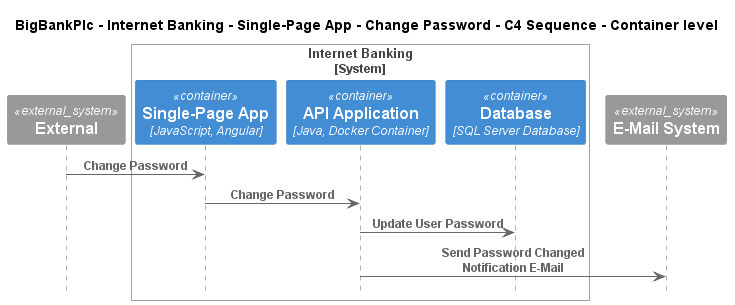 BigBankPlc - Internet Banking - Single-Page App - Change Password - C4 Sequence - Container level
Internet Banking
[System]
«external_system»
External
«container»
Single-Page App
[JavaScript, Angular]
«container»
API Application
[Java, Docker Container]
«container»
Database
[SQL Server Database]
«external_system»
E-Mail System
Change Password
Change Password
Update User Password
Send Password Changed
Notification E-Mail